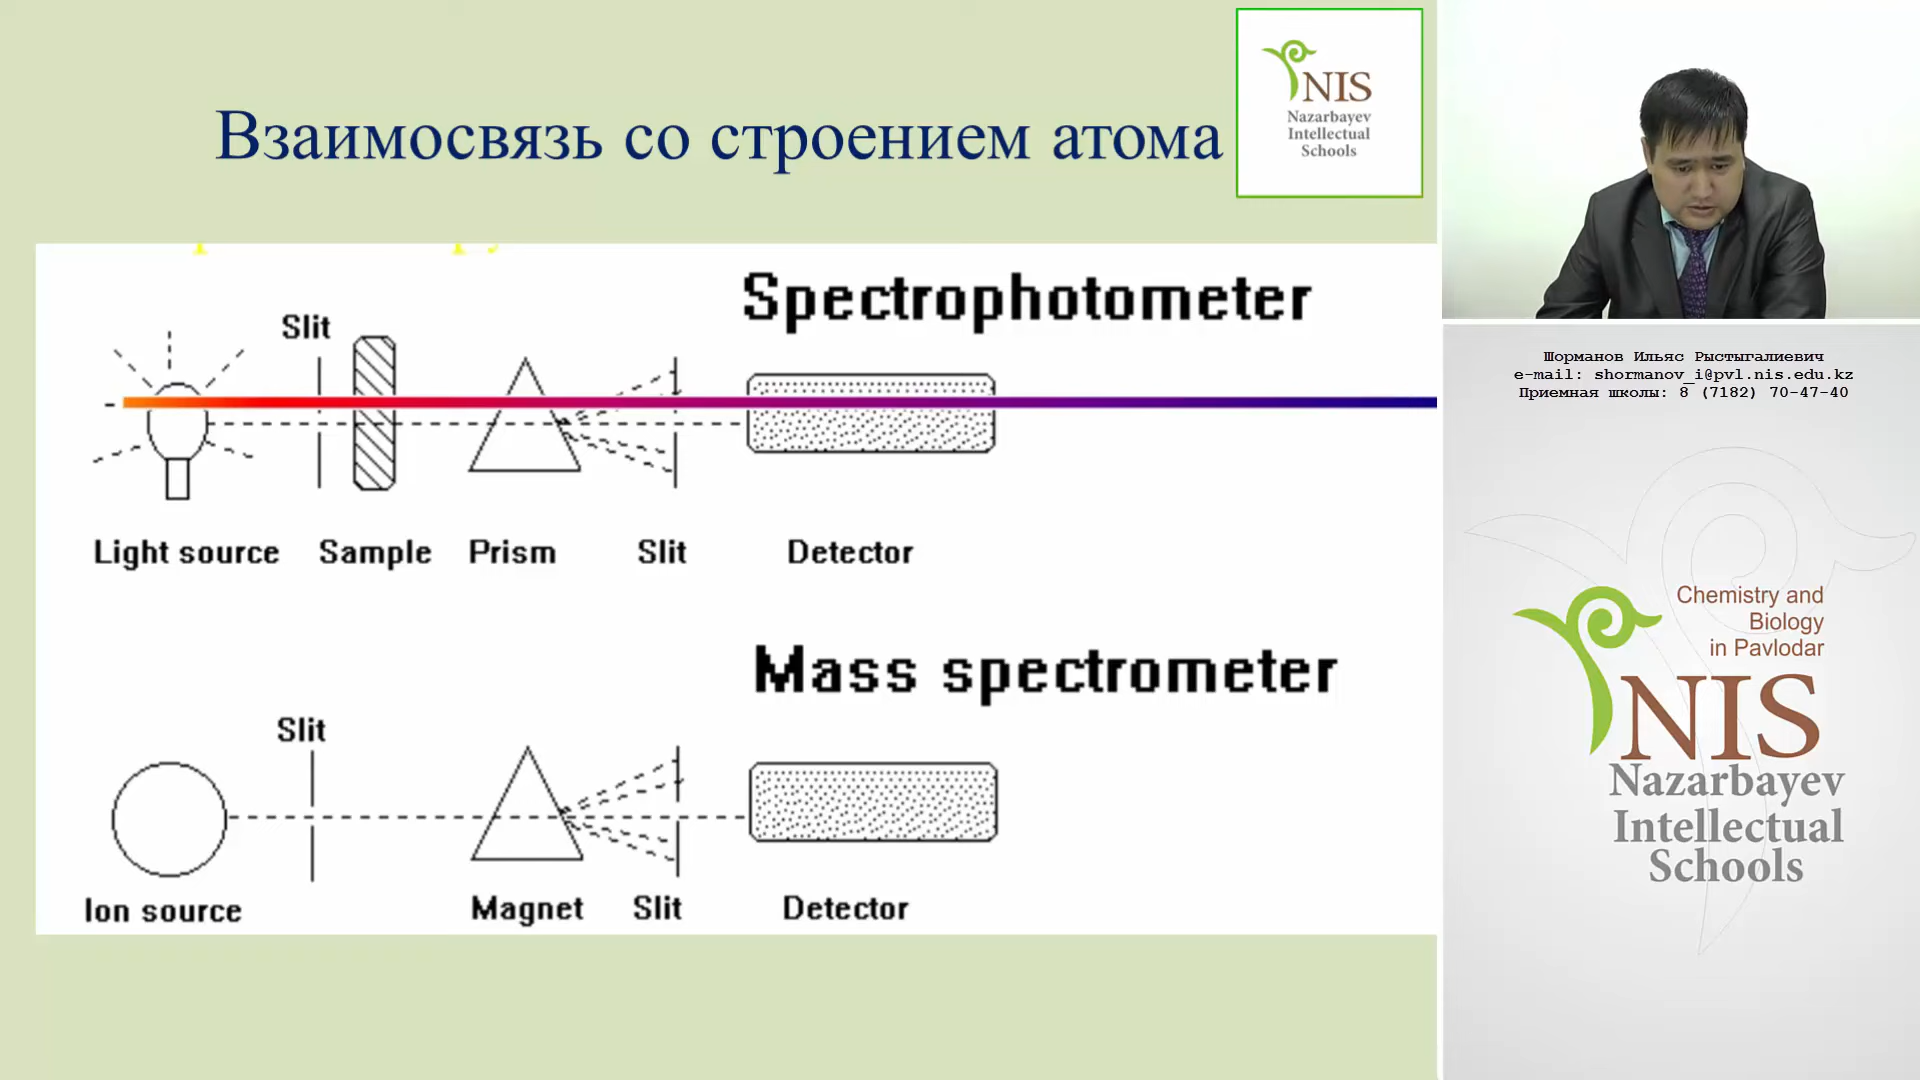 Взаимосвязь со строением атома
NIS
Nazarbayev
Intellectual
Schools
Spectrophotometer
Slit
Light source
Sample
Prism
Slit
Detector
Mass spectrometer
Slit
Ion source
Magnet
Slit
Detector
Шорманов Ильяс Рыстыгалиевич
e-mail: shormanov_i@pvl.nis.edu.kz
Приемная школы: 8 (7182) 70-47-40
Chemistry and
Biology
in Pavlodar
NIS
Nazarbayev
Intellectual
Schools